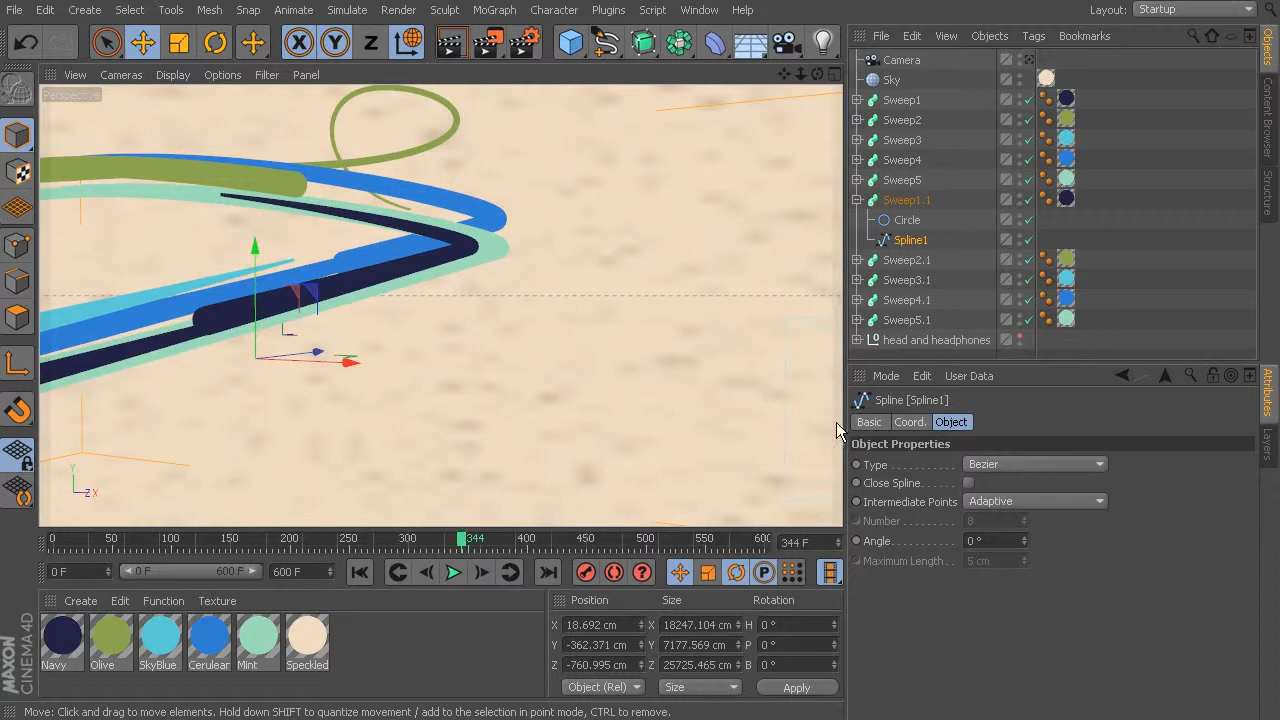 File Edit Create Select Tools Mesh Snap Animate Simulate Render Sculpt MoGraph Character Plugins Script Window Help Layout: Startup
X Y Z
File Edit View Objects Tags Bookmarks
View Cameras Display Options Filter Panel
Perspective
Camera
Sky
Sweep1
Sweep2
Sweep3
Sweep4
Sweep5
Sweep1.1
Circle
Spline1
Sweep2.1
Sweep3.1
Sweep4.1
Sweep5.1
head and headphones
Objects
Content Browser
Structure
Mode Edit User Data
Spline [Spline1]
Basic Coord. Object
Object Properties
Type Bezier
Close Spline
Intermediate Points Adaptive
Number 8
Angle 0 °
Maximum Length 5 cm
Attributes
Layers
Y
Z X
0 50 100 150 200 250 300 344 400 450 500 550 600 344 F
0 F 0 F 600 F 600 F
P
Create Edit Function Texture
Navy Olive SkyBlue Cerulear Mint Speckled
Position Size Rotation
X 18.692 cm X 18247.104 cm H 0 °
Y -362.371 cm Y 7177.569 cm P 0 °
Z -760.995 cm Z 25725.465 cm B 0 °
Object (Rel) Size Apply
MAXON
CINEMA 4D
Move: Click and drag to move elements. Hold down SHIFT to quantize movement / add to the selection in point mode, CTRL to remove.